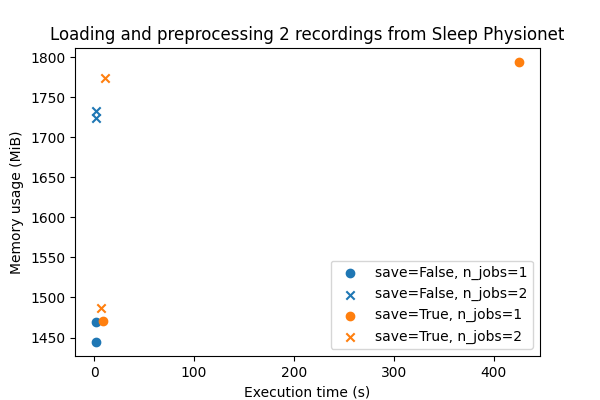 Loading and preprocessing 2 recordings from Sleep Physionet
Memory usage (MiB)
1800
1750
1700
1650
1600
1550
1500
1450
0
100
200
300
400
Execution time (s)
save=False, n_jobs=1
save=False, n_jobs=2
save=True, n_jobs=1
save=True, n_jobs=2